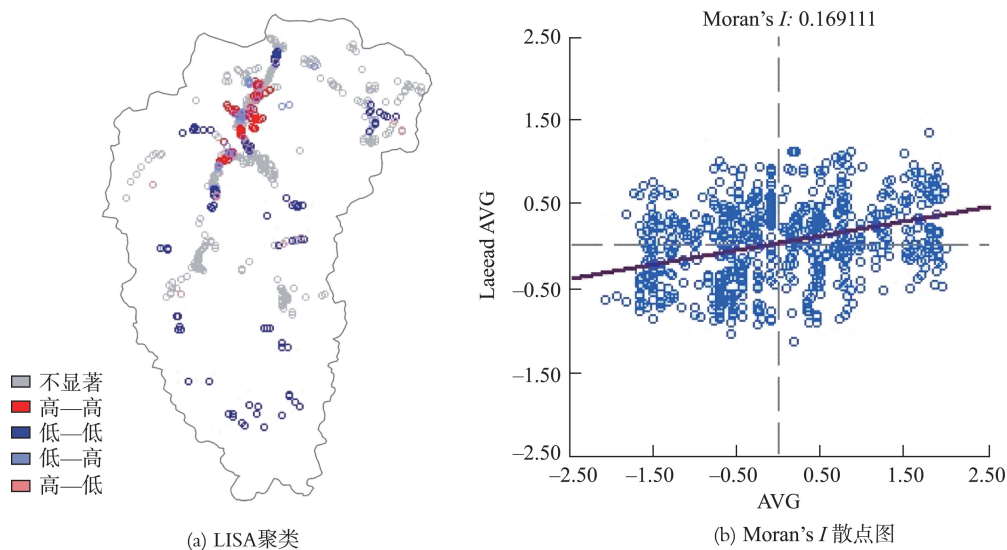 不显著
高—高
低—低
低—高
高—低
(a) LISA聚类
Moran's I: 0.169111
2.50
1.50
0.50
–0.50
–1.50
–2.50
Laeead AVG
–2.50 –1.50 –0.50 0.50 1.50 2.50
AVG
(b) Moran's I 散点图